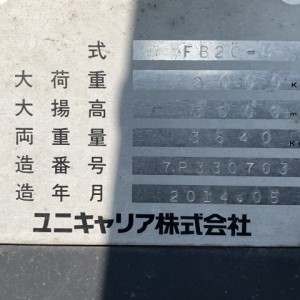 式 FB20-
大荷重 K
大揚高 3000 m
両重量 3640 K
造番号 7P330703
造年月 2014.05
ユニキャリア株式会社